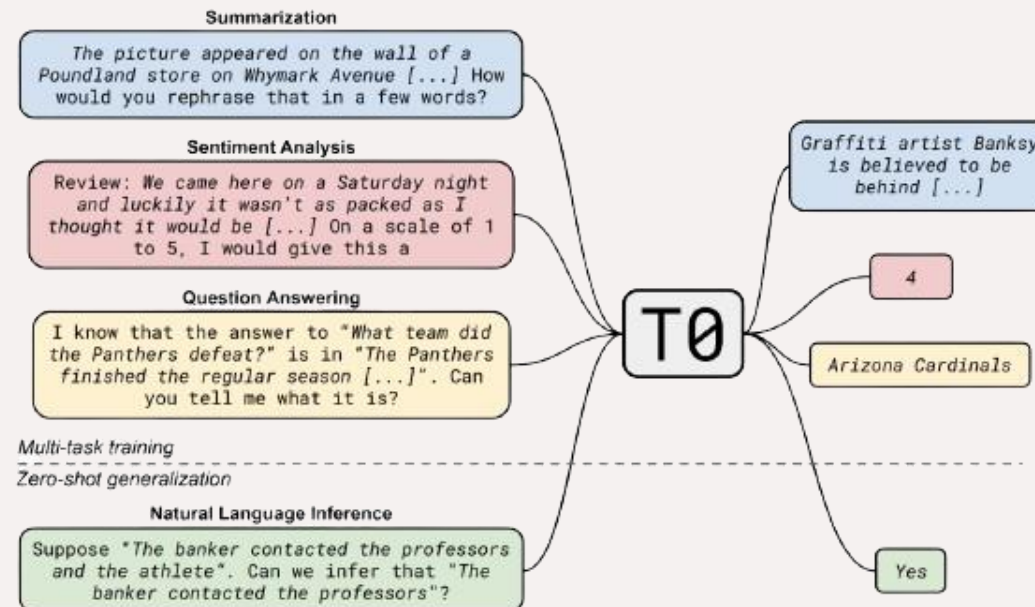 Summarization
The picture appeared on the wall of a
Poundland store on Whymark Avenue [...] How
would you rephrase that in a few words?
Sentiment Analysis
Review: We came here on a Saturday night
and luckily it wasn't as packed as I
thought it would be [...] On a scale of 1
to 5, I would give this a
Question Answering
I know that the answer to "What team did
the Panthers defeat?" is in "The Panthers
finished the regular season [...]". Can
you tell me what it is?
Multi-task training
Zero-shot generalization
Natural Language Inference
Suppose "The banker contacted the professors
and the athlete". Can we infer that "The
banker contacted the professors"?
T0
Graffiti artist Banksy
is believed to be
behind [...]
4
Arizona Cardinals
Yes